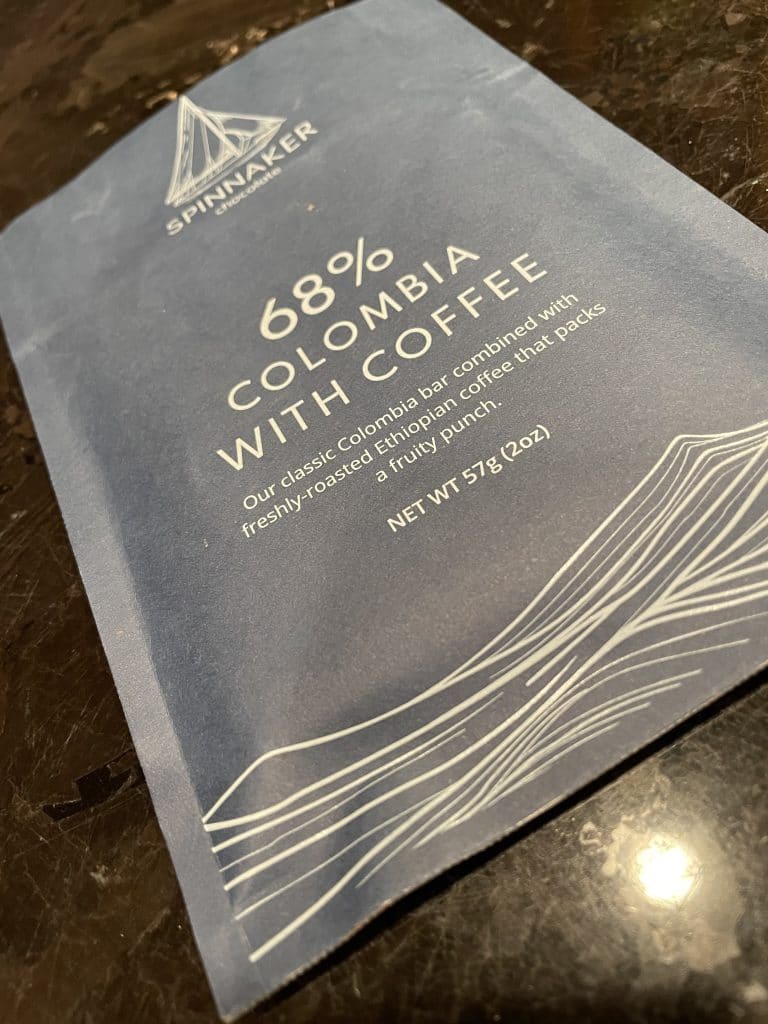 SPINNAKER
chocolate
68%
COLOMBIA
WITH COFFEE
Our classic Colombia bar combined with
freshly-roasted Ethiopian coffee that packs
a fruity punch.
NET WT 57g (2oz)